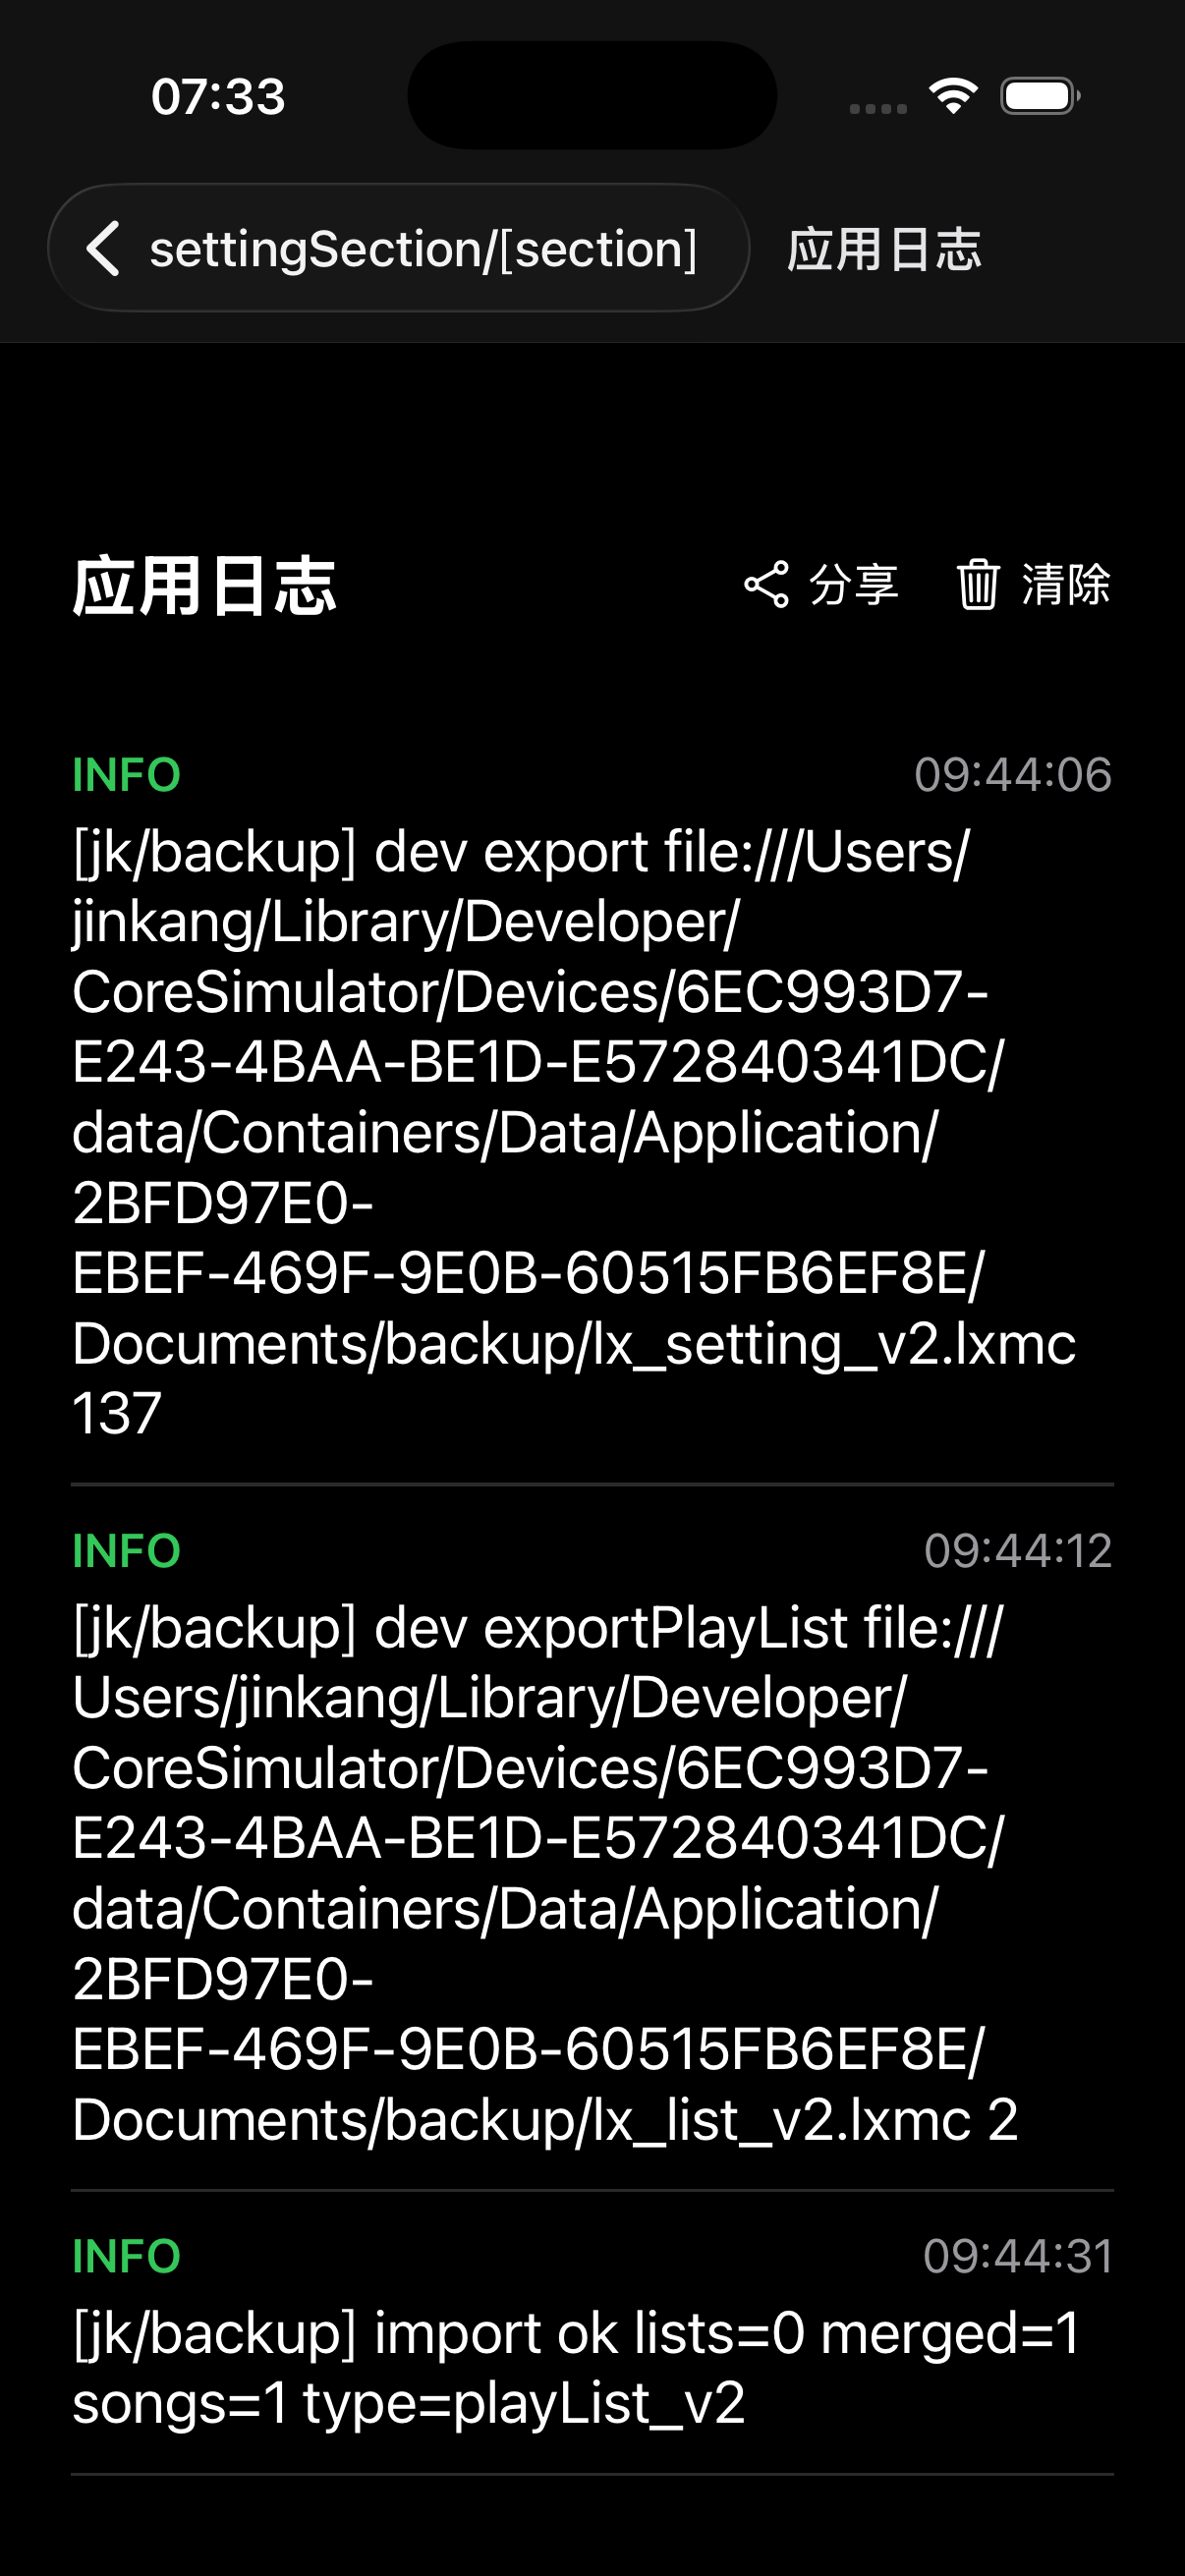 07:33
settingSection/[section]
应用日志
应用日志
分享
清除
INFO
09:44:06
[jk/backup] dev export file:///Users/
jinkang/Library/Developer/
CoreSimulator/Devices/6EC993D7-
E243-4BAA-BE1D-E572840341DC/
data/Containers/Data/Application/
2BFD97E0-
EBEF-469F-9E0B-60515FB6EF8E/
Documents/backup/lx_setting_v2.lxmc
137
INFO
09:44:12
[jk/backup] dev exportPlayList file:///
Users/jinkang/Library/Developer/
CoreSimulator/Devices/6EC993D7-
E243-4BAA-BE1D-E572840341DC/
data/Containers/Data/Application/
2BFD97E0-
EBEF-469F-9E0B-60515FB6EF8E/
Documents/backup/lx_list_v2.lxmc 2
INFO
09:44:31
[jk/backup] import ok lists=0 merged=1
songs=1 type=playList_v2